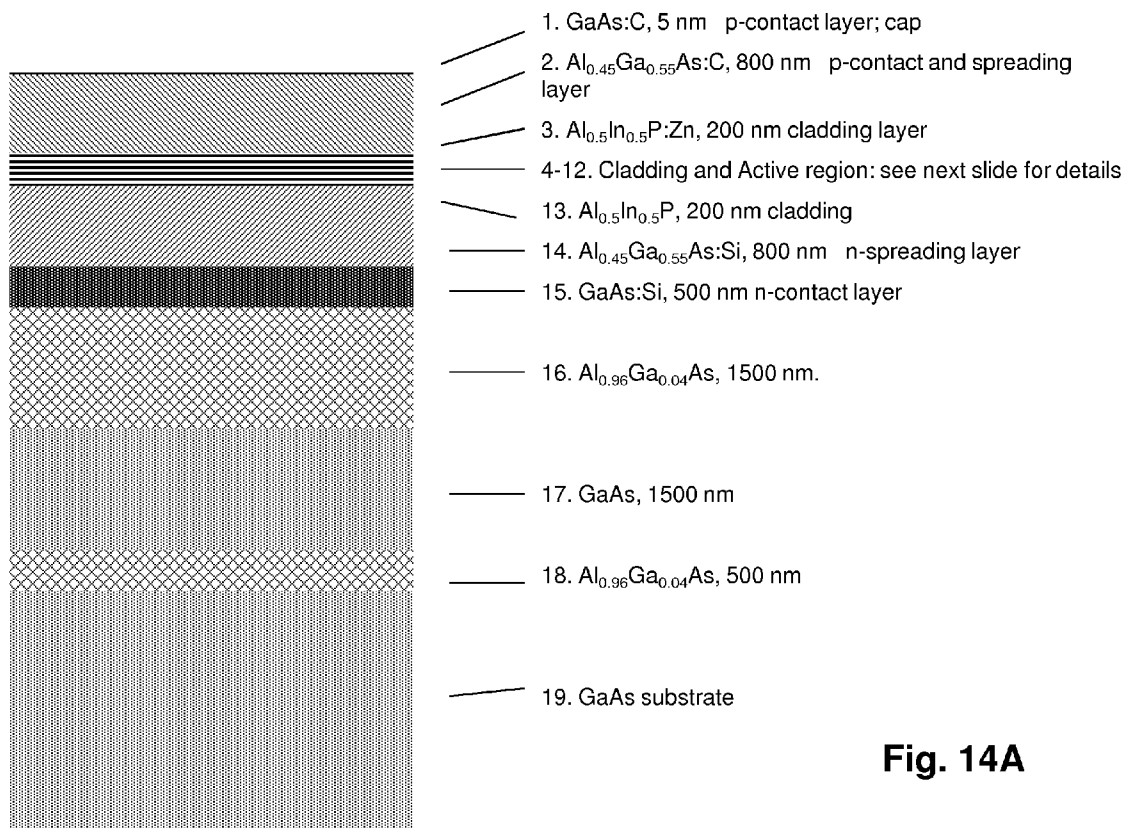 1. GaAs:C, 5 nm   p-contact layer; cap
2. Al0.45Ga0.55As:C, 800 nm   p-contact and spreading
layer
3. Al0.5In0.5P:Zn, 200 nm cladding layer
4-12. Cladding and Active region: see next slide for details
13. Al0.5In0.5P, 200 nm cladding
14. Al0.45Ga0.55As:Si, 800 nm   n-spreading layer
15. GaAs:Si, 500 nm n-contact layer
16. Al0.96Ga0.04As, 1500 nm.
17. GaAs, 1500 nm
18. Al0.96Ga0.04As, 500 nm
19. GaAs substrate
Fig. 14A